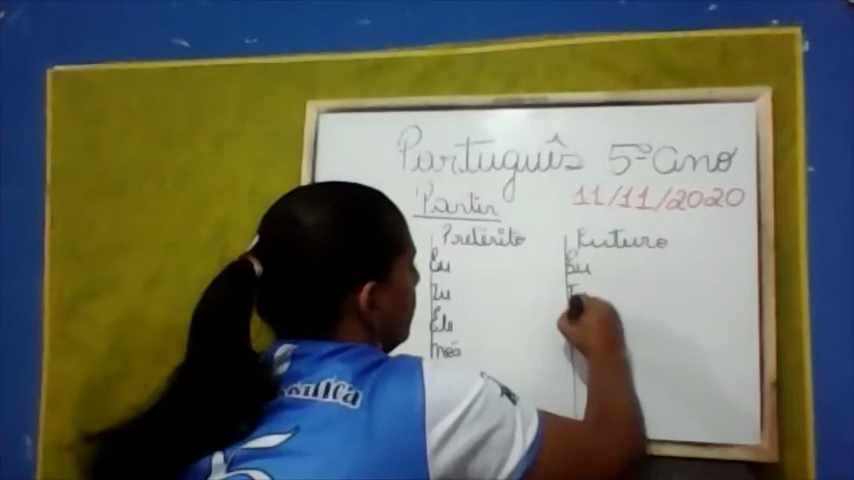 Português 5º ano
Partir 11/11/2020
Pretérito Futuro
Eu Eu
Tu
Ele
Nós